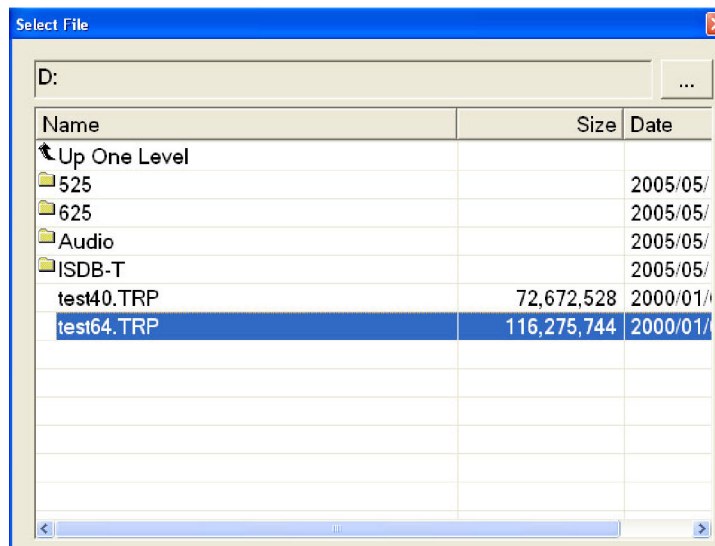 Select File
D:
...
Name Size Date
Up One Level
525 2005/05/
625 2005/05/
Audio 2005/05/
ISDB-T 2005/05/
test40.TRP 72,672,528 2000/01/
test64.TRP 116,275,744 2000/01/